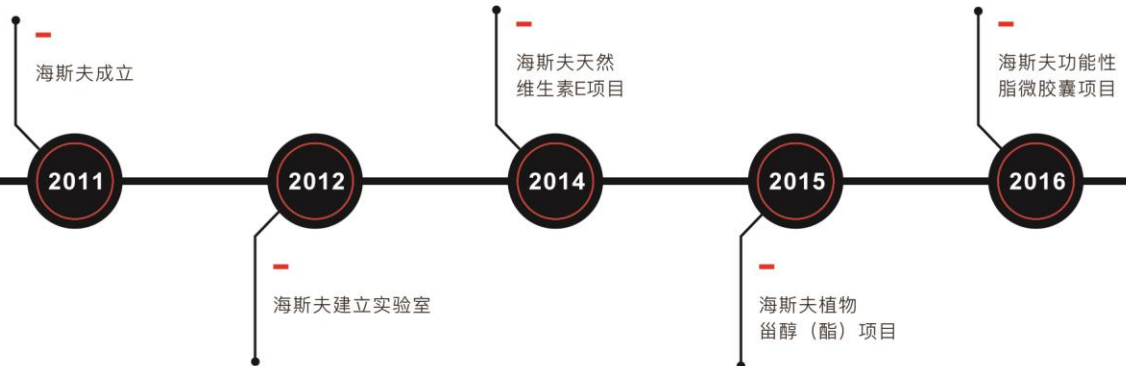 海斯夫成立
海斯夫天然
维生素E项目
海斯夫功能性
脂微胶囊项目
2011
2012
2014
2015
2016
海斯夫建立实验室
海斯夫植物
甾醇（酯）项目